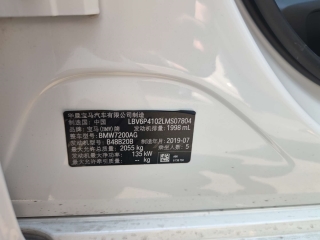 华晨宝马汽车有限公司制造
制造国：中国 LBV6P4102LMS07804
品牌：宝马(BMW)牌 发动机排量：1998 mL
整车型号：BMW7200AG
发动机型号：B48B20B 制造年月：2019-07
最大允许总质量：2055 kg 乘坐人数：5
发动机最大净功率：135 kW
kg